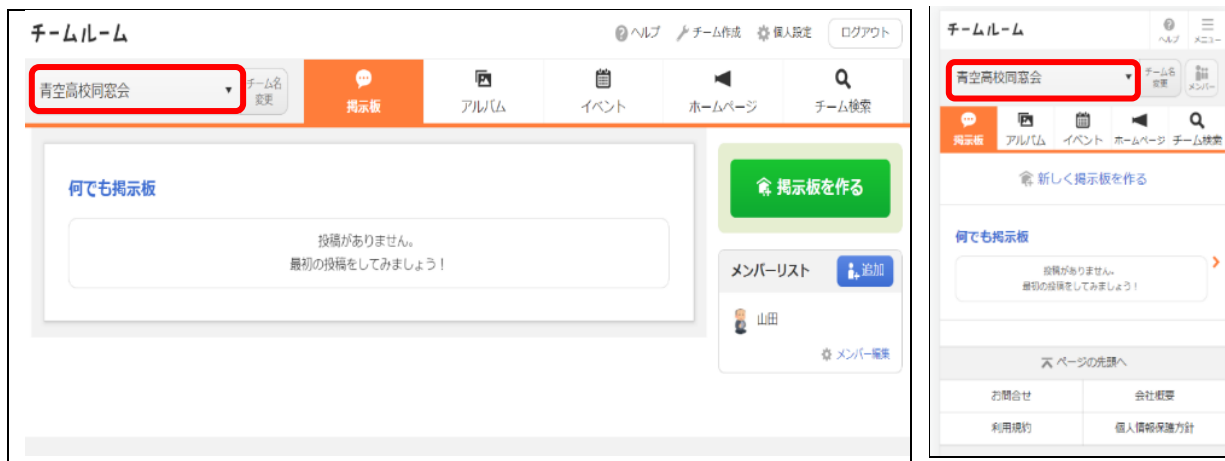 チームルーム
ヘルプ チーム作成 個人設定 ログアウト
青空高校同窓会 ▼ チーム名
変更
掲示板 アルバム イベント ホームページ チーム検索
何でも掲示板
投稿がありません。
最初の投稿をしてみましょう!
掲示板を作る
メンバーリスト 追加
山田
メンバー編集
チームルーム
ヘルプ メニュー
青空高校同窓会 ▼ チーム名
変更
メンバー
掲示板 アルバム イベント ホームページ チーム検索
新しく掲示板を作る
何でも掲示板
投稿がありません。
最初の投稿をしてみましょう!
ページの先頭へ
お問合せ 会社概要
利用規約 個人情報保護方針